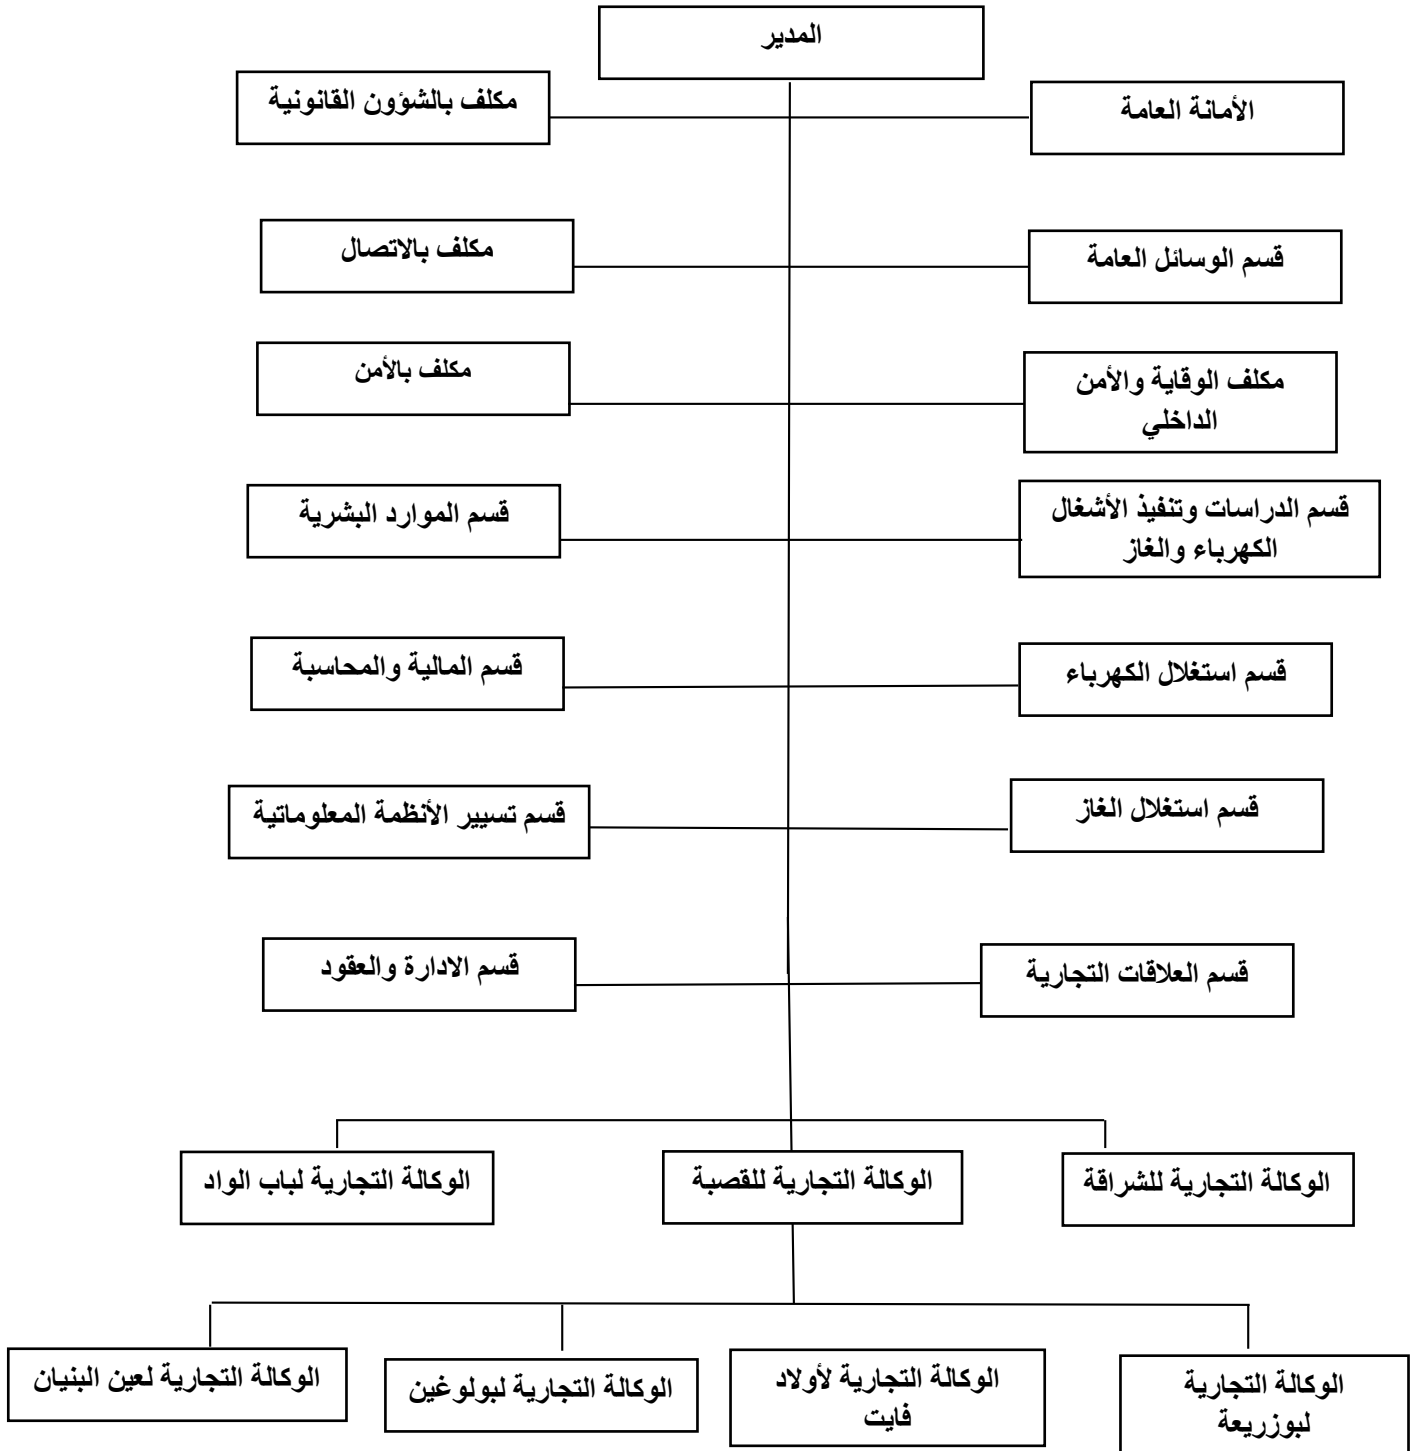 المدير
الأمانة العامة
مكلف بالشؤون القانونية
قسم الوسائل العامة
مكلف بالاتصال
مكلف الوقاية والأمن
الداخلي
مكلف بالأمن
قسم الدراسات وتنفيذ الأشغال
الكهرباء والغاز
قسم الموارد البشرية
قسم استغلال الكهرباء
قسم المالية والمحاسبة
قسم استغلال الغاز
قسم تسيير الأنظمة المعلوماتية
قسم العلاقات التجارية
قسم الادارة والعقود
الوكالة التجارية للشراقة
الوكالة التجارية للقصبة
الوكالة التجارية لباب الواد
الوكالة التجارية
لبوزريعة
الوكالة التجارية لأولاد
فايت
الوكالة التجارية لبولوغين
الوكالة التجارية لعين البنيان